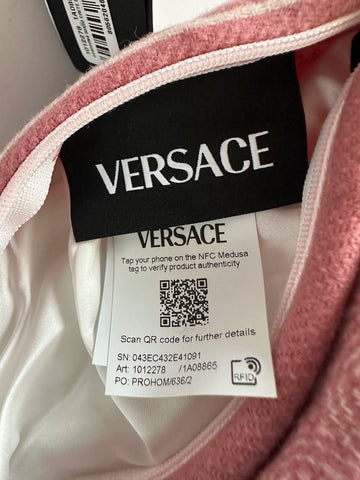 VERSACE
VERSACE
Tap your phone on the NFC Medusa
tag to verify product authenticity
Scan QR code for further details
SN: 043EC432E41091
Art: 1012278 /1A08865
PO: PROHOM/636/2
RFID